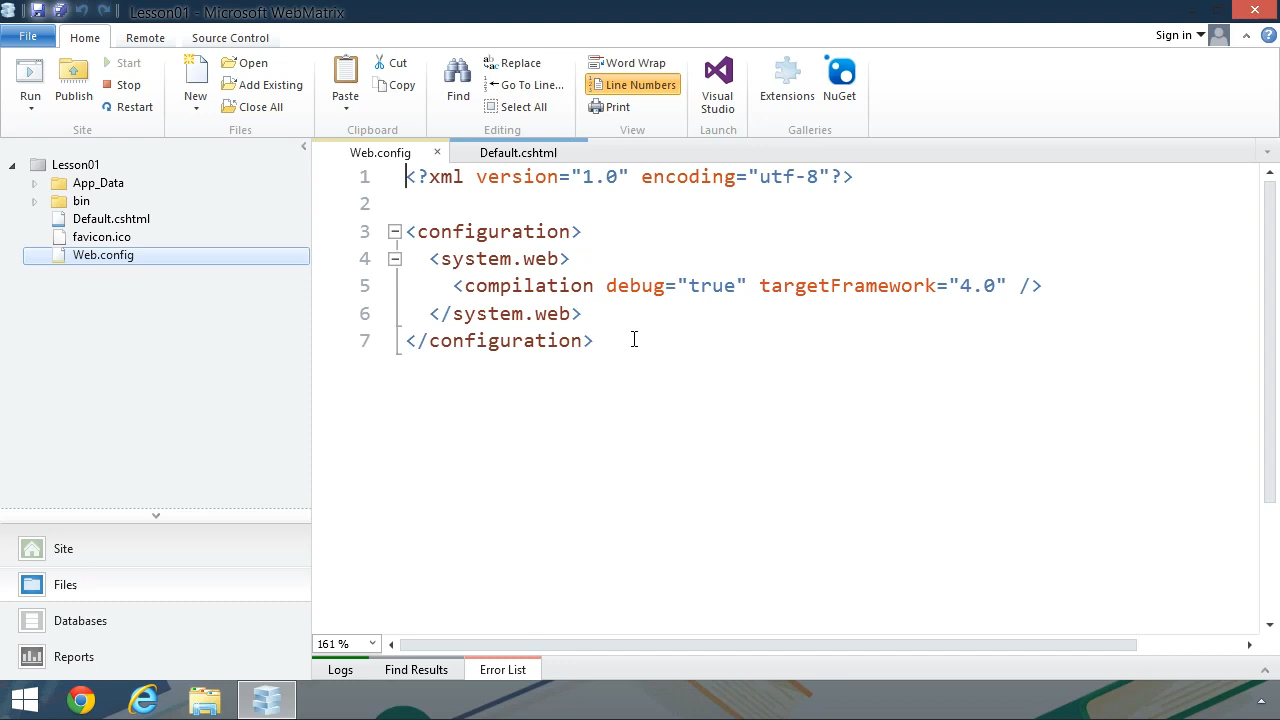 Lesson01 - Microsoft WebMatrix
File
Home
Remote
Source Control
Sign in
Run
Publish
Start
Stop
Restart
Site
New
Open
Add Existing
Close All
Files
Paste
Cut
Copy
Clipboard
Find
Replace
Go To Line...
Select All
Editing
Word Wrap
Line Numbers
Print
View
Visual
Studio
Launch
Extensions
NuGet
Galleries
Lesson01
App_Data
bin
Default.cshtml
favicon.ico
Web.config
Web.config
Default.cshtml
1 <?xml version="1.0" encoding="utf-8"?>
2
3 <configuration>
4 <system.web>
5 <compilation debug="true" targetFramework="4.0" />
6 </system.web>
7 </configuration>
Site
Files
Databases
Reports
161 %
Logs
Find Results
Error List